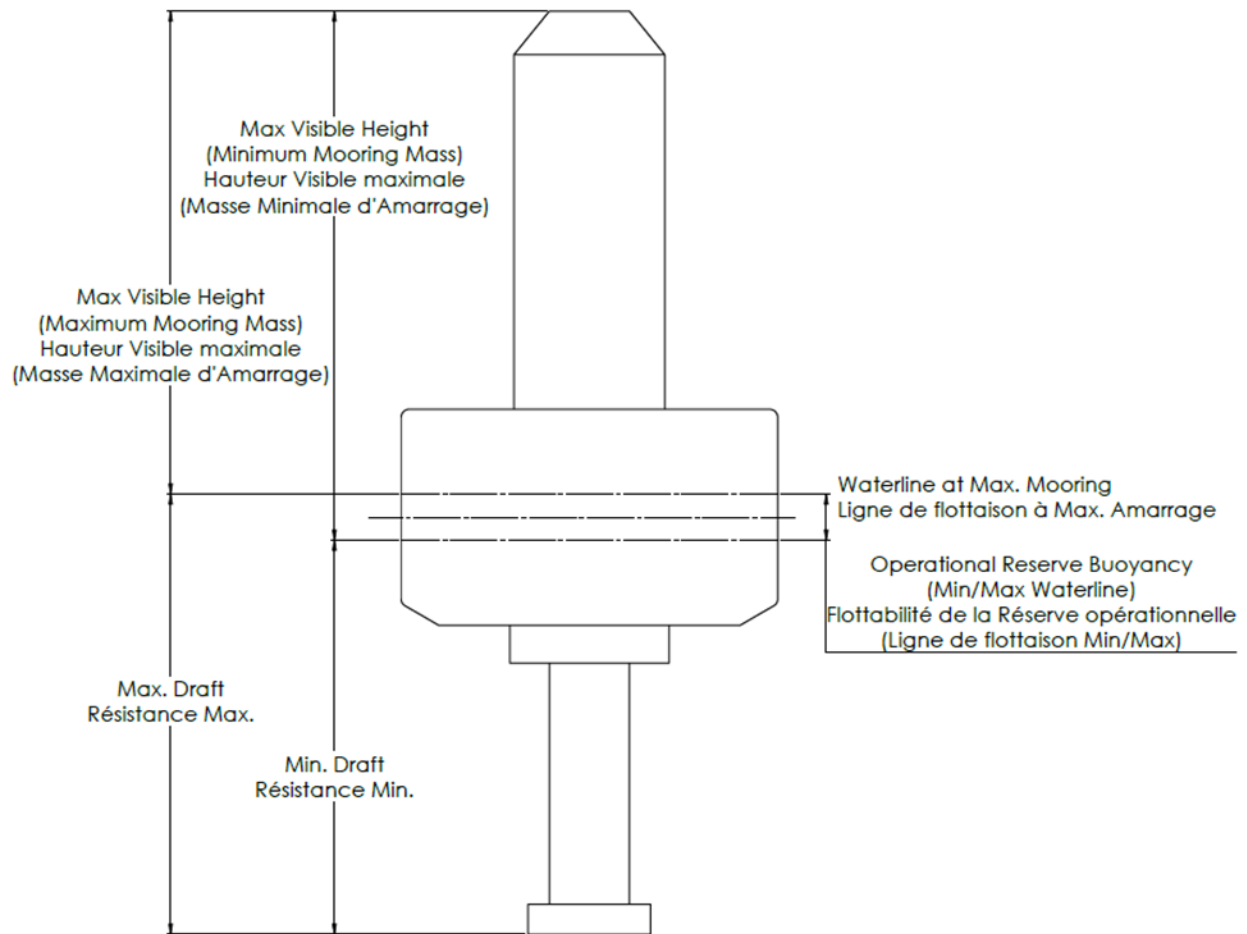 Max Visible Height
(Minimum Mooring Mass)
Hauteur Visible maximale
(Masse Minimale d'Amarrage)
Max Visible Height
(Maximum Mooring Mass)
Hauteur Visible maximale
(Masse Maximale d'Amarrage)
Waterline at Max. Mooring
Ligne de flottaison à Max. Amarrage
Operational Reserve Buoyancy
(Min/Max Waterline)
Flottabilité de la Réserve opérationnelle
(Ligne de flottaison Min/Max)
Max. Draft
Résistance Max.
Min. Draft
Résistance Min.